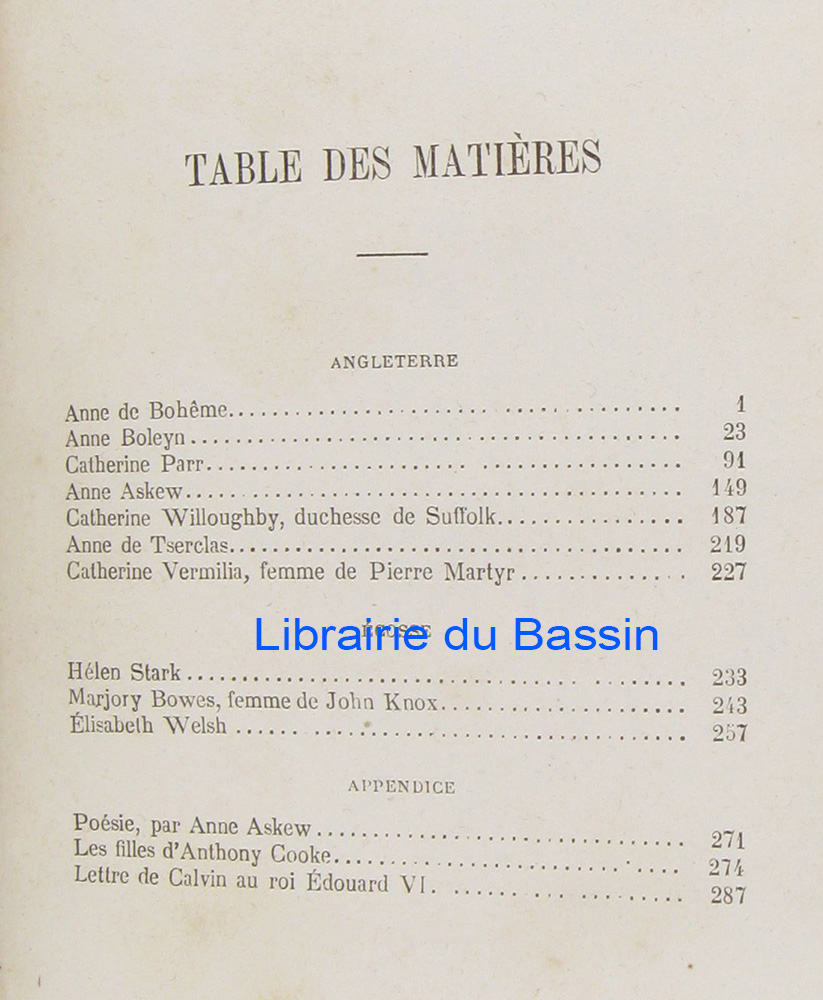 TABLE DES MATIÈRES
ANGLETERRE
Anne de Bohême........................................ 1
Anne Boleyn........................................ 23
Catherine Parr........................................ 91
Anne Askew........................................ 149
Catherine Willoughby, duchesse de Suffolk............... 187
Anne de Tserclas........................................ 219
Catherine Vermilia, femme de Pierre Martyr............. 227
ÉCOSSE
Librairie du Bassin
Hélen Stark........................................ 233
Marjory Bowes, femme de John Knox..................... 243
Élisabeth Welsh........................................ 257
APPENDICE
Poésie, par Anne Askew.............................. 271
Les filles d'Anthony Cooke.............................. 274
Lettre de Calvin au roi Édouard VI..................... 287